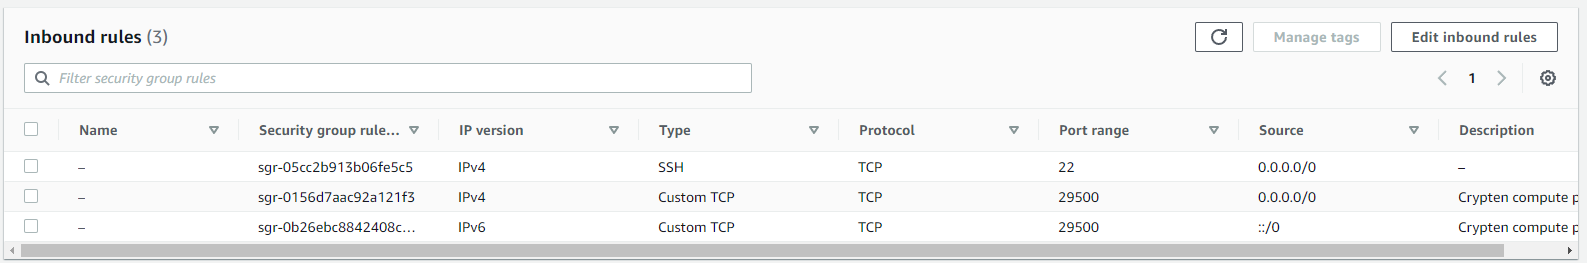 Inbound rules (3)
Manage tags
Edit inbound rules
Filter security group rules
1
Name Security group rule... IP version Type Protocol Port range Source Description
– sgr-05cc2b913b06fe5c5 IPv4 SSH TCP 22 0.0.0.0/0 –
– sgr-0156d7aac92a121f3 IPv4 Custom TCP TCP 29500 0.0.0.0/0 Crypten compute p
– sgr-0b26ebc8842408c... IPv6 Custom TCP TCP 29500 ::/0 Crypten compute p